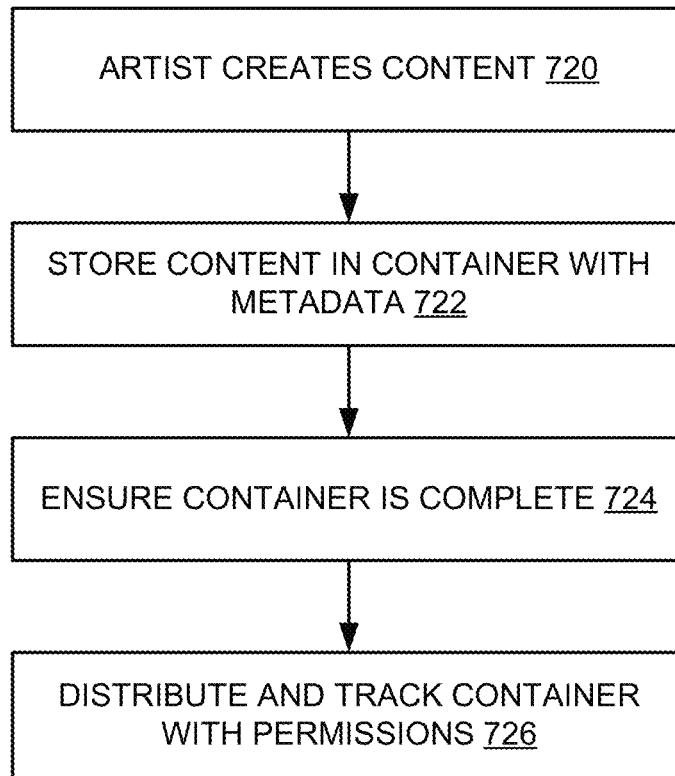 ARTIST CREATES CONTENT 720
STORE CONTENT IN CONTAINER WITH
METADATA 722
ENSURE CONTAINER IS COMPLETE 724
DISTRIBUTE AND TRACK CONTAINER
WITH PERMISSIONS 726